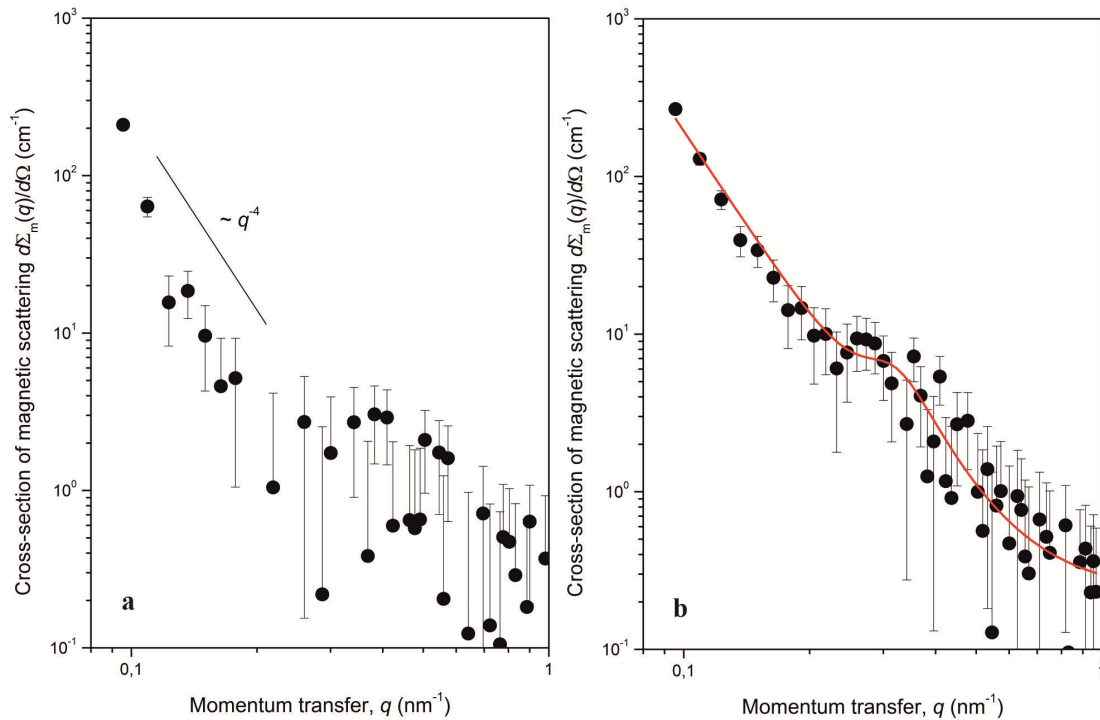 10³
10²
10¹
10⁰
10⁻¹
Cross-section of magnetic scattering dΣₘ(q)/dΩ (cm⁻¹)
~ q⁻⁴
a
0,1
1
Momentum transfer, q (nm⁻¹)
10³
10²
10¹
10⁰
10⁻¹
Cross-section of magnetic scattering dΣₘ(q)/dΩ (cm⁻¹)
b
0,1
1
Momentum transfer, q (nm⁻¹)